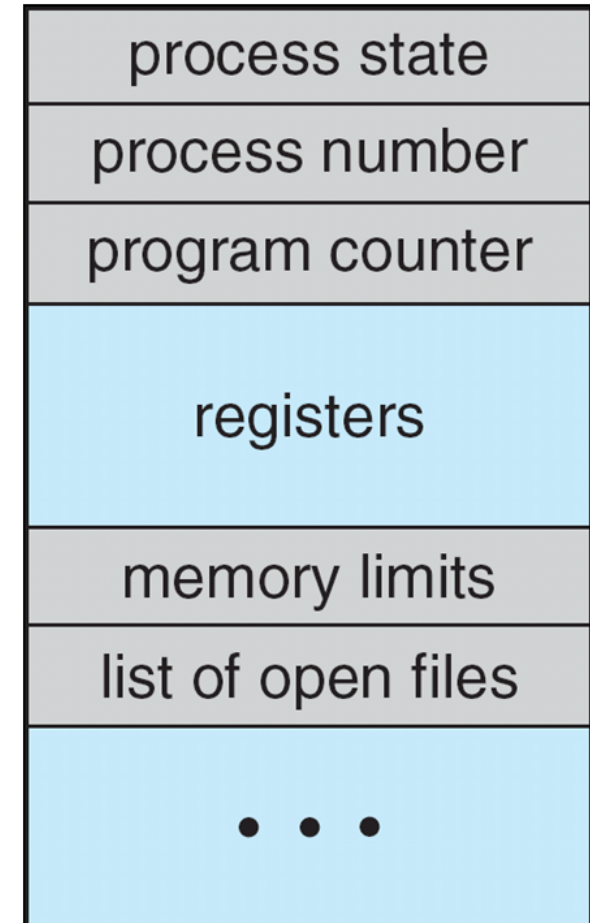 process state
process number
program counter
registers
memory limits
list of open files
• • •